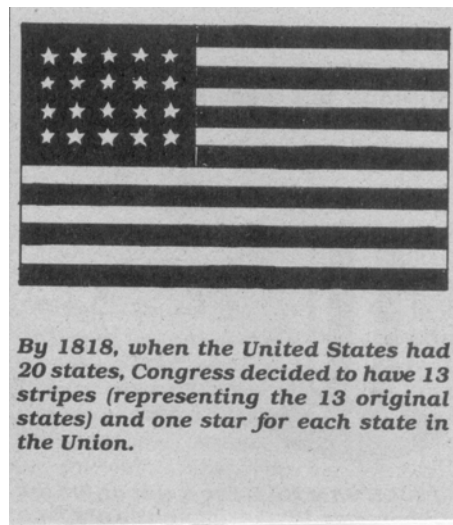 By 1818, when the United States had
20 states, Congress decided to have 13
stripes (representing the 13 original
states) and one star for each state in
the Union.